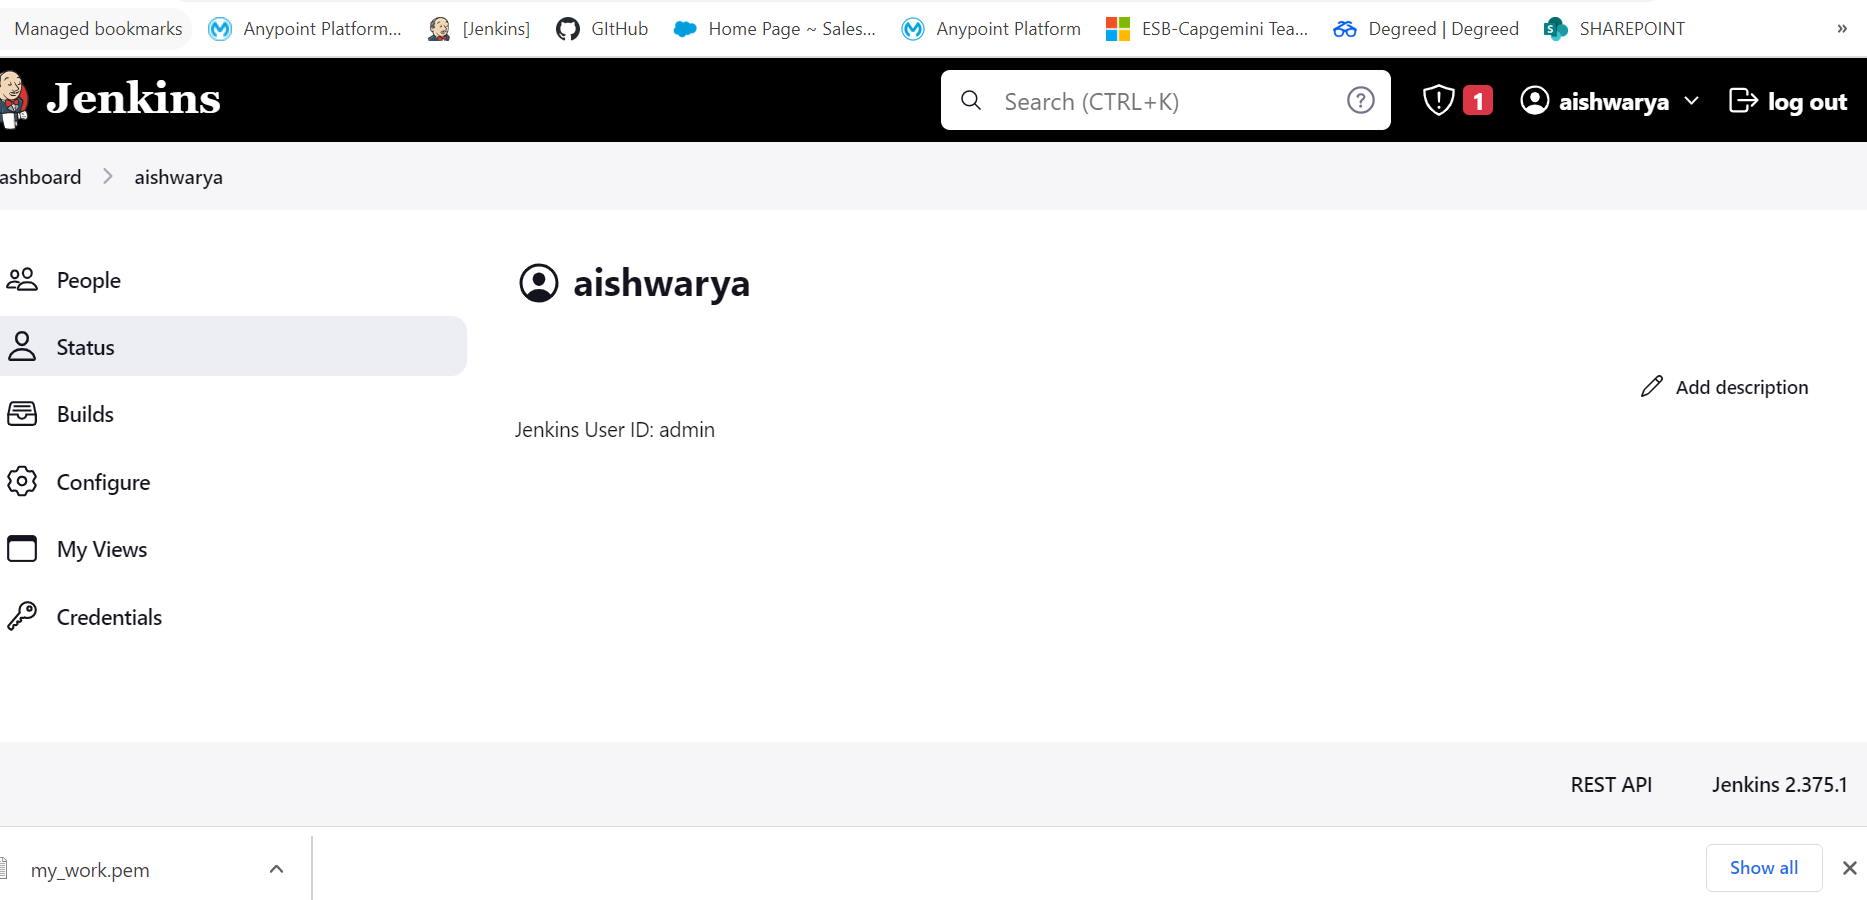 Managed bookmarks Anypoint Platform... [Jenkins] GItHub Home Page ~ Sales... Anypoint Platform ESB-Capgemini Tea... Degreed | Degreed SHAREPOINT »
Jenkins Search (CTRL+K) 1 aishwarya log out
ashboard aishwarya
People
aishwarya
Status
Add description
Builds
Jenkins User ID: admin
Configure
My Views
Credentials
REST API Jenkins 2.375.1
my_work.pem Show all